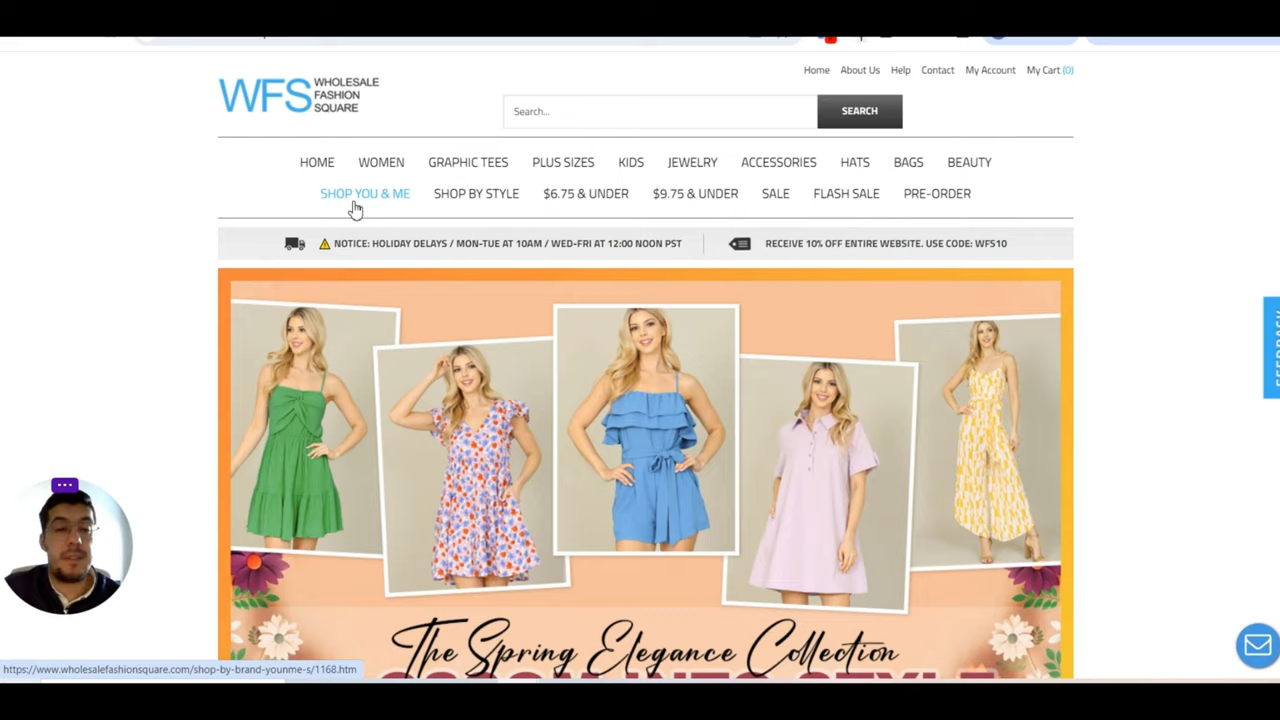 Home About Us Help Contact My Account My Cart (0)
WFS WHOLESALE
FASHION
SQUARE
Search...
SEARCH
HOME WOMEN GRAPHIC TEES PLUS SIZES KIDS JEWELRY ACCESSORIES HATS BAGS BEAUTY
SHOP YOU & ME SHOP BY STYLE $6.75 & UNDER $9.75 & UNDER SALE FLASH SALE PRE-ORDER
NOTICE: HOLIDAY DELAYS / MON-TUE AT 10AM / WED-FRI AT 12:00 NOON PST
RECEIVE 10% OFF ENTIRE WEBSITE. USE CODE: WFS10
FEEDBACK
The Spring Elegance Collection
https://www.wholesalefashionsquare.com/shop-by-brand-younme-s/1168.htm